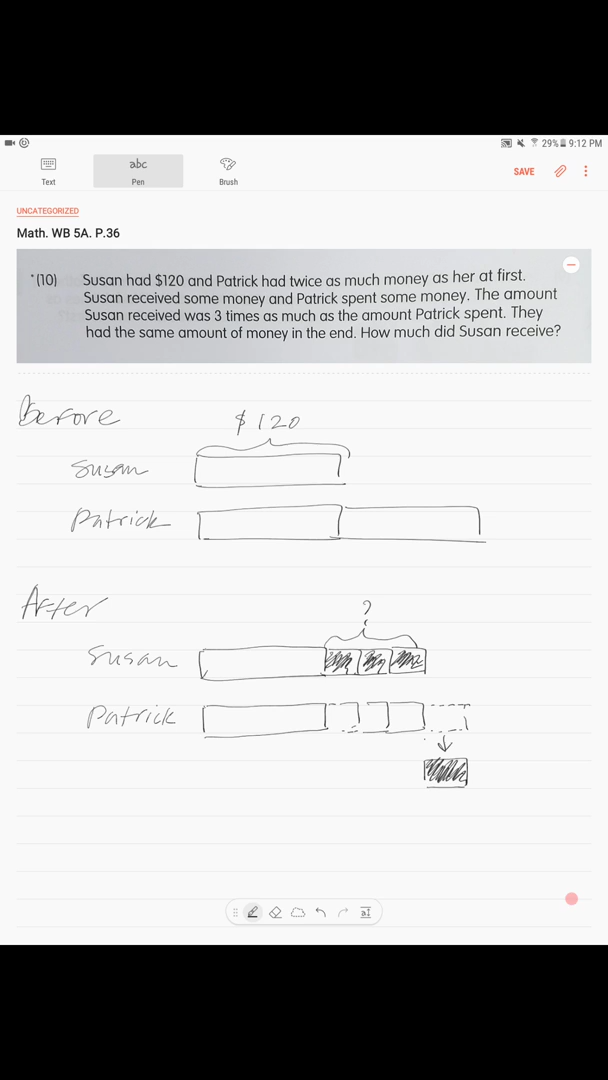 29% 9:12 PM
abc
Text Pen Brush SAVE
UNCATEGORIZED
Math. WB 5A. P.36
*(10) Susan had $120 and Patrick had twice as much money as her at first.
Susan received some money and Patrick spent some money. The amount
Susan received was 3 times as much as the amount Patrick spent. They
had the same amount of money in the end. How much did Susan receive?
Before $120
Susan
Patrick
After ?
Susan
Patrick
aI